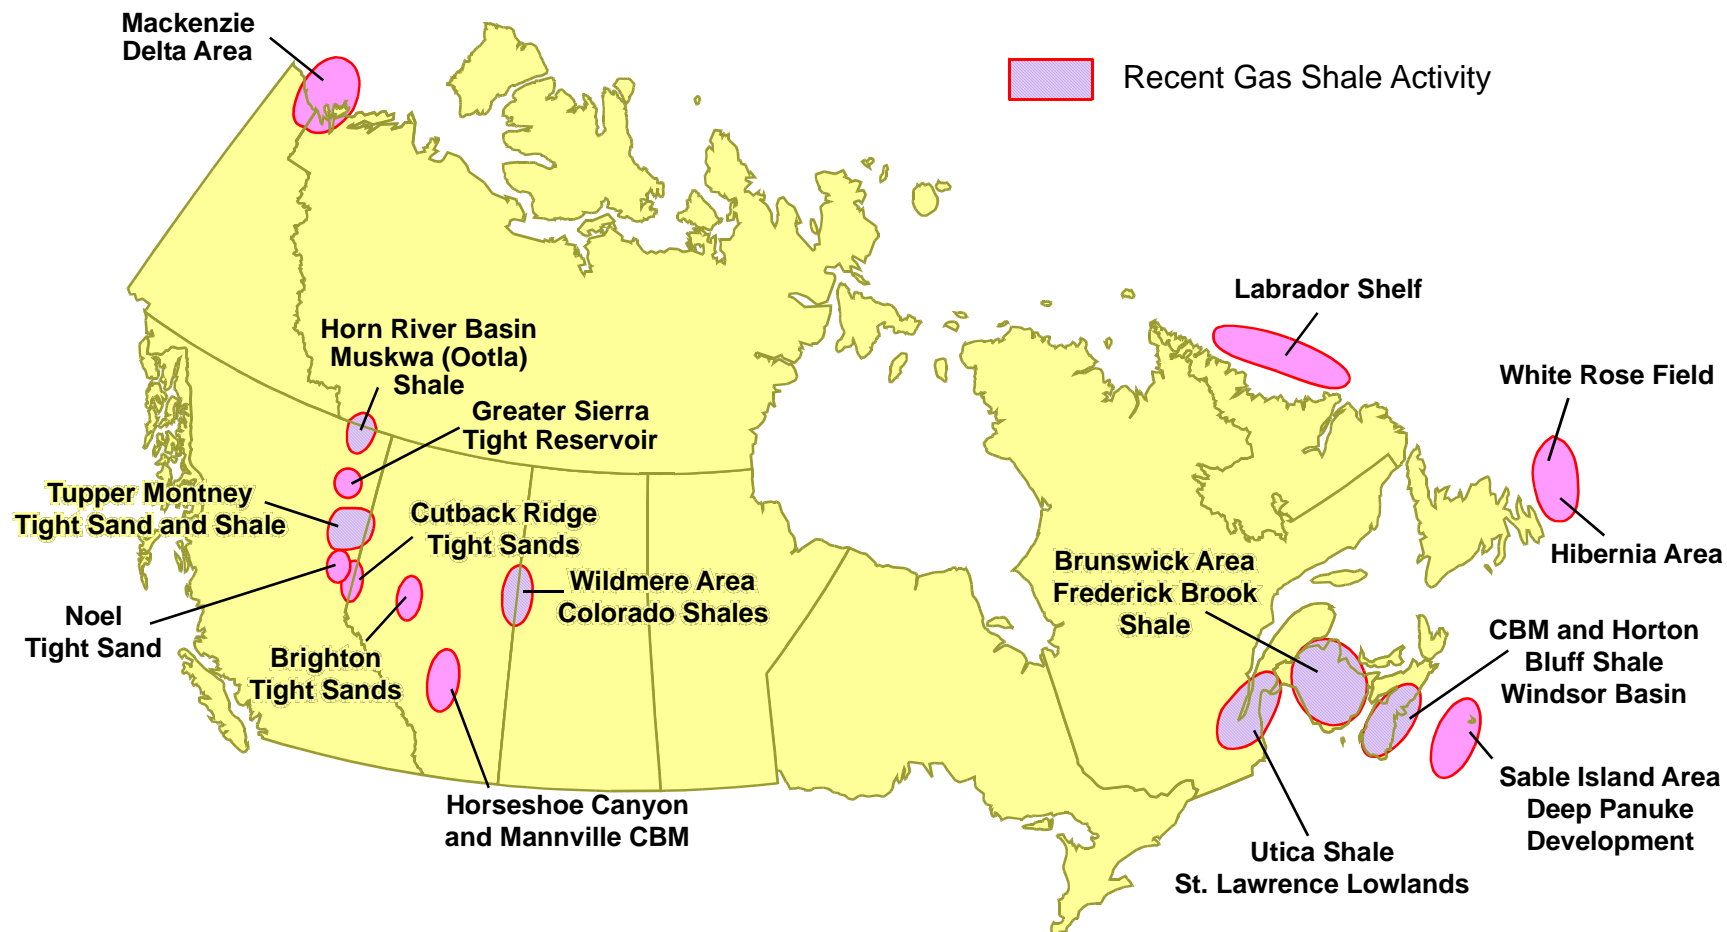 Mackenzie
Delta Area
Recent Gas Shale Activity
Labrador Shelf
Horn River Basin
Muskwa (Ootla)
Shale
White Rose Field
Greater Sierra
Tight Reservoir
Tupper Montney
Tight Sand and Shale
Cutback Ridge
Tight Sands
Hibernia Area
Brunswick Area
Frederick Brook
Shale
Wildmere Area
Colorado Shales
Noel
Tight Sand
CBM and Horton
Bluff Shale
Windsor Basin
Brighton
Tight Sands
Sable Island Area
Deep Panuke
Development
Horseshoe Canyon
and Mannville CBM
Utica Shale
St. Lawrence Lowlands